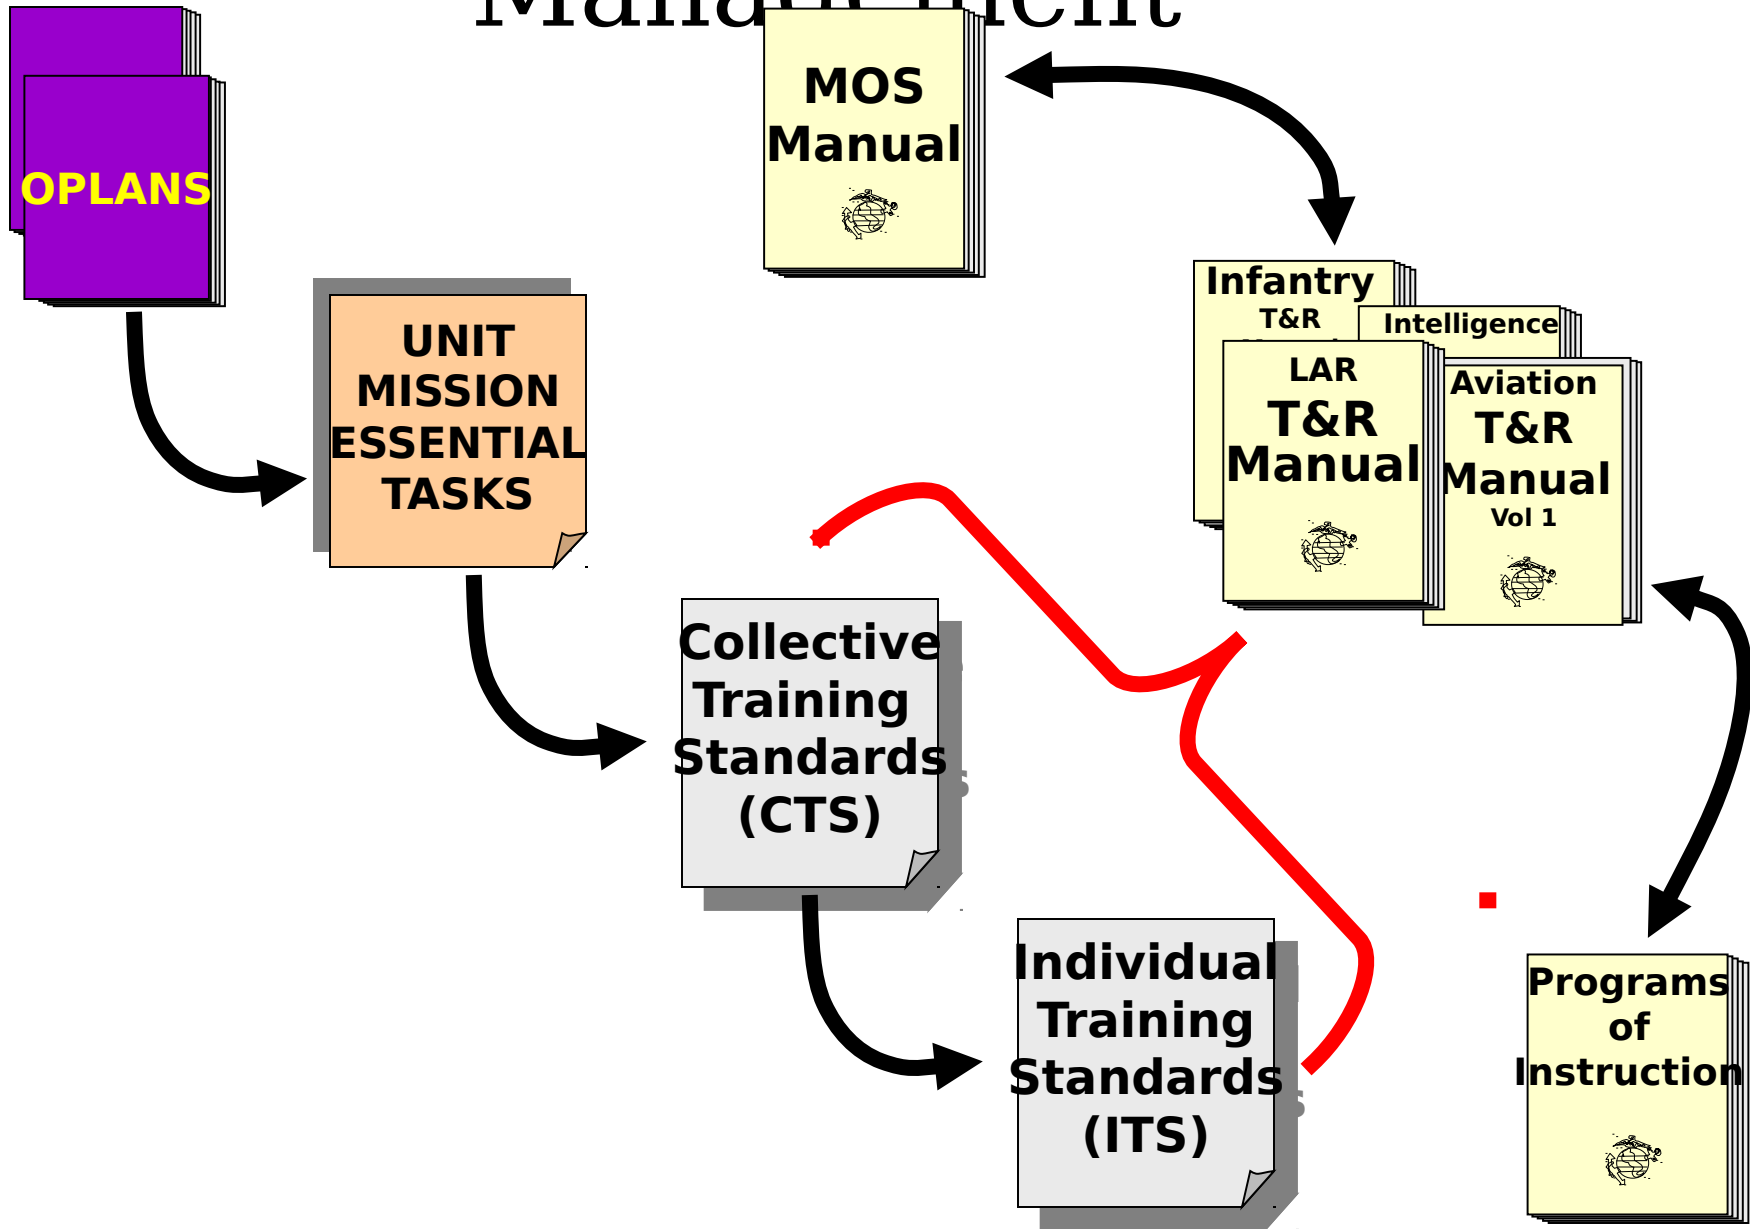 Management
MOS
Manual
OPLANS
Infantry
T&R
Intelligence
UNIT
MISSION
ESSENTIAL
TASKS
LAR
T&R
Manual
Aviation
T&R
Manual
Vol 1
Collective
Training
Standards
(CTS)
Individual
Training
Standards
(ITS)
Programs
of
Instruction